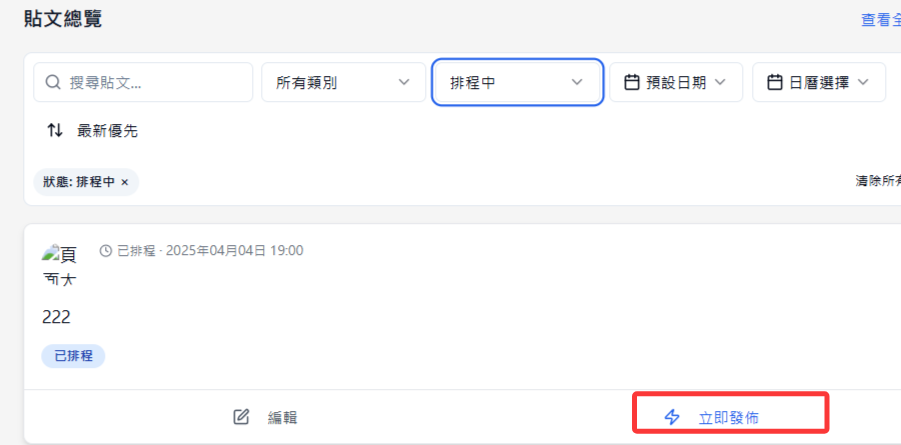 貼文總覽
查看全
搜尋貼文...
所有類別
排程中
預設日期
日曆選擇
最新優先
狀態: 排程中 ×
清除所有
頁
面大
已排程 · 2025年04月04日 19:00
222
已排程
編輯
立即發佈